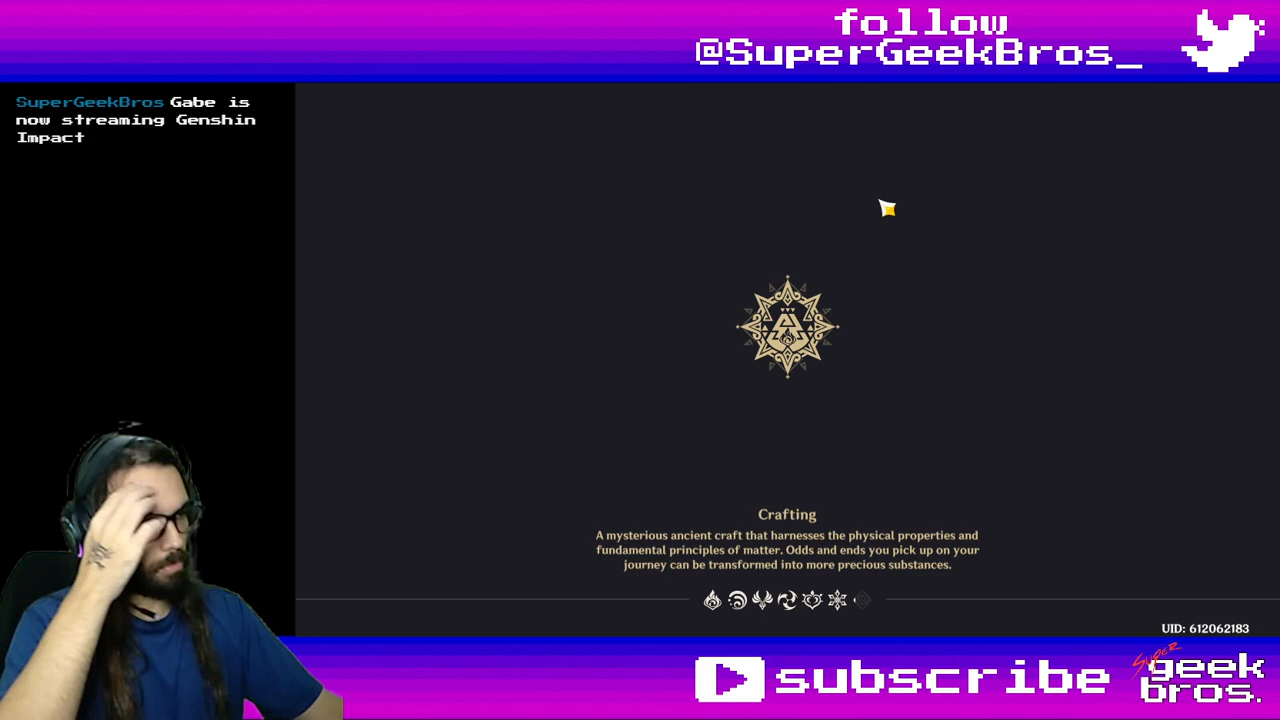 follow
@SuperGeekBros_
SuperGeekBros Gabe is
now streaming Genshin
Impact
Crafting
A mysterious ancient craft that harnesses the physical properties and
fundamental principles of matter. Odds and ends you pick up on your
journey can be transformed into more precious substances.
UID: 612062183
subscribe
SUPER
geek
bros.